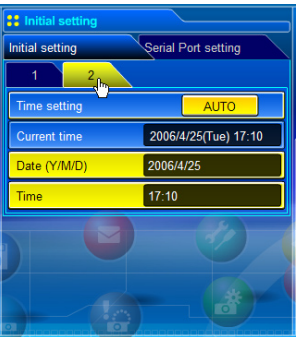 Initial setting
Initial setting Serial Port setting
1 2
Time setting AUTO
Current time 2006/4/25(Tue) 17:10
Date (Y/M/D) 2006/4/25
Time 17:10